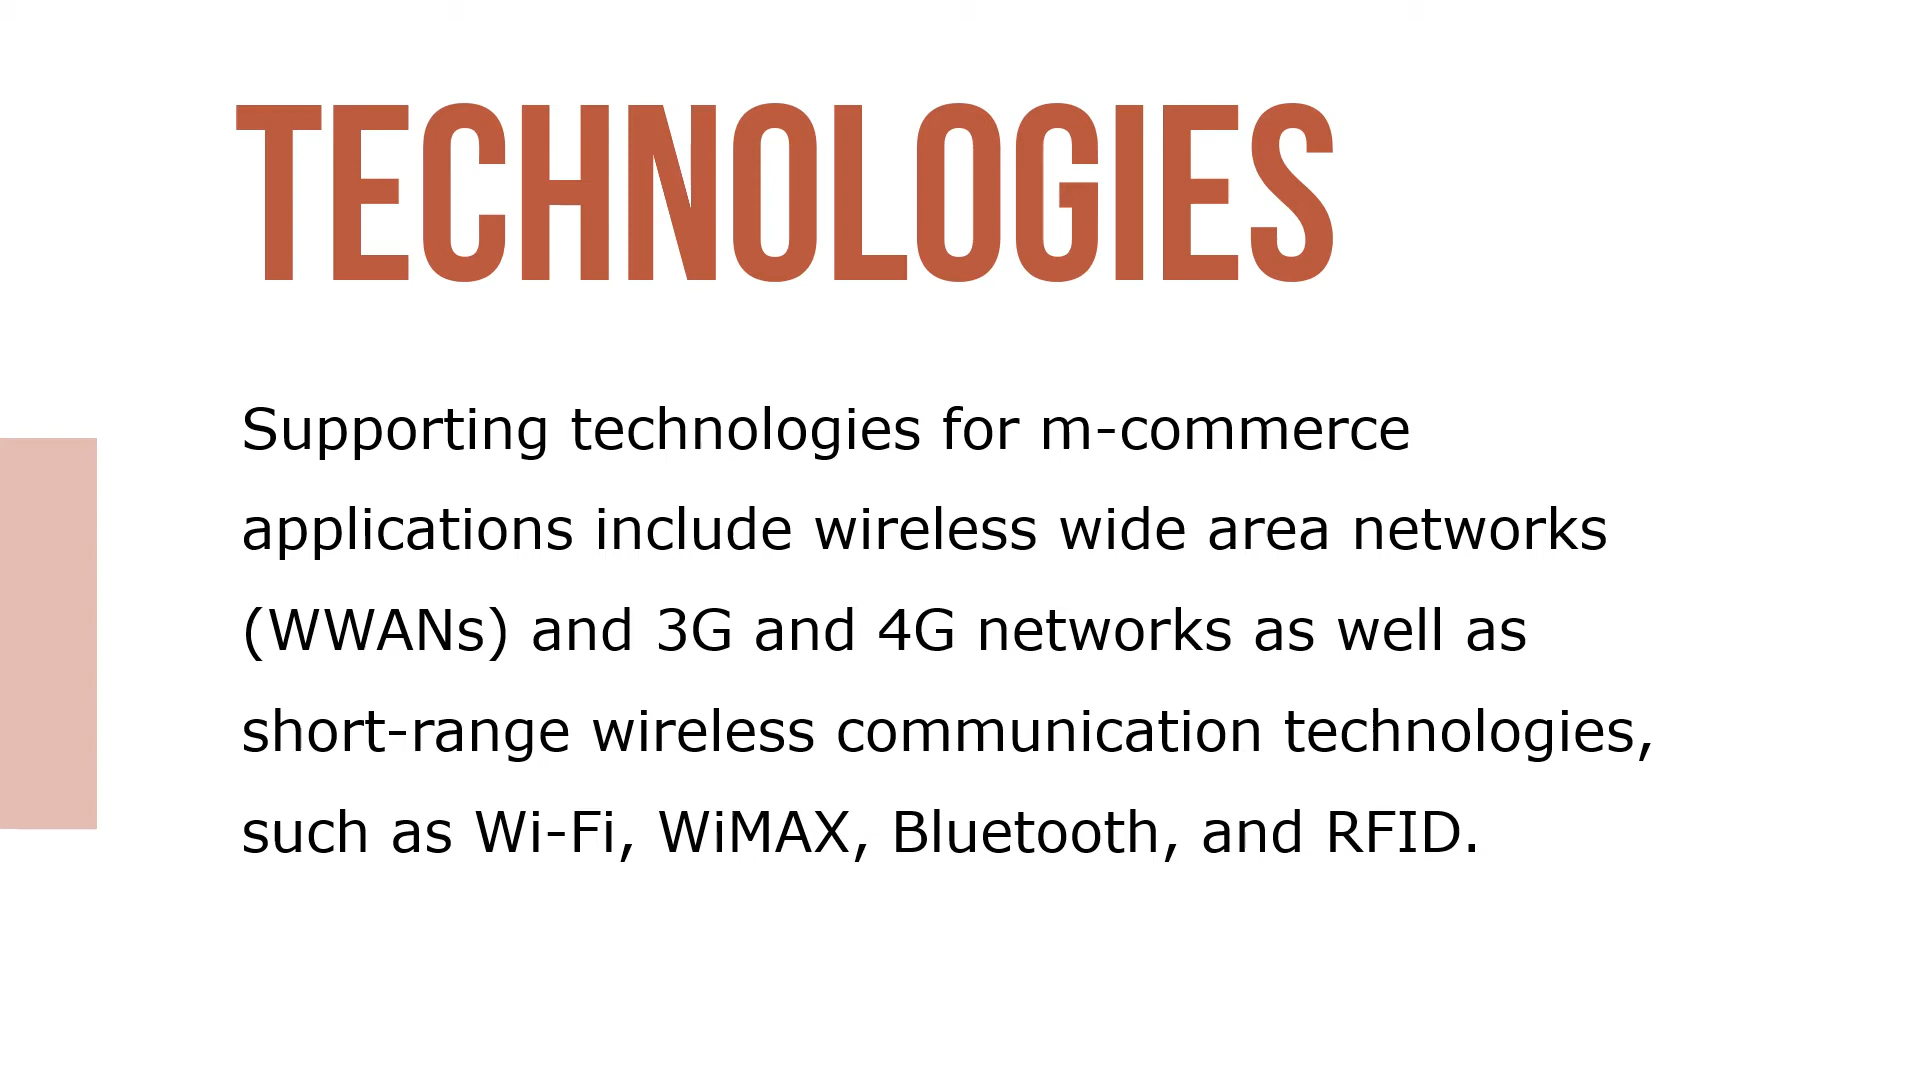 TECHNOLOGIES
Supporting technologies for m-commerce
applications include wireless wide area networks
(WWANs) and 3G and 4G networks as well as
short-range wireless communication technologies,
such as Wi-Fi, WiMAX, Bluetooth, and RFID.